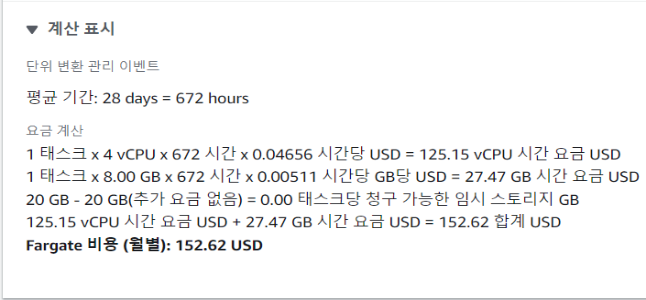 계산 표시
단위 변환 관리 이벤트
평균 기간: 28 days = 672 hours
요금 계산
1 태스크 x 4 vCPU x 672 시간 x 0.04656 시간당 USD = 125.15 vCPU 시간 요금 USD
1 태스크 x 8.00 GB x 672 시간 x 0.00511 시간당 GB당 USD = 27.47 GB 시간 요금 USD
20 GB - 20 GB(추가 요금 없음) = 0.00 태스크당 청구 가능한 임시 스토리지 GB
125.15 vCPU 시간 요금 USD + 27.47 GB 시간 요금 USD = 152.62 합계 USD
Fargate 비용 (월별): 152.62 USD